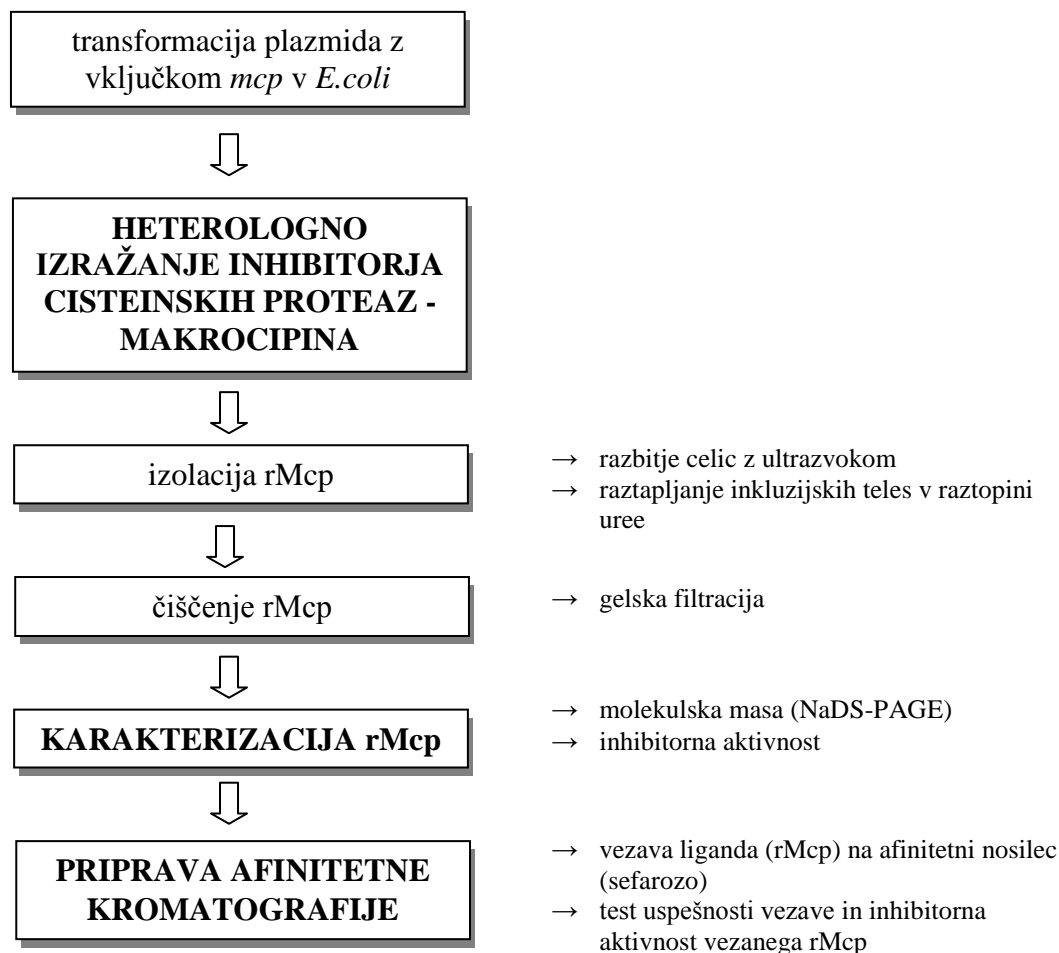 transformacija plazmida z
vključkom mcp v E.coli
HETEROLOGNO
IZRAŽANJE INHIBITORJA
CISTEINSKIH PROTEAZ -
MAKROCIPINA
izolacija rMcp
→ razbitje celic z ultrazvokom
→ raztapljanje inkluzijskih teles v raztopini
uree
čiščenje rMcp
→ gelska filtracija
KARAKTERIZACIJA rMcp
→ molekulska masa (NaDS-PAGE)
→ inhibitorna aktivnost
PRIPRAVA AFINITETNE
KROMATOGRAFIJE
→ vezava liganda (rMcp) na afinitetni nosilec
(sefarozo)
→ test uspešnosti vezave in inhibitorna
aktivnost vezanega rMcp